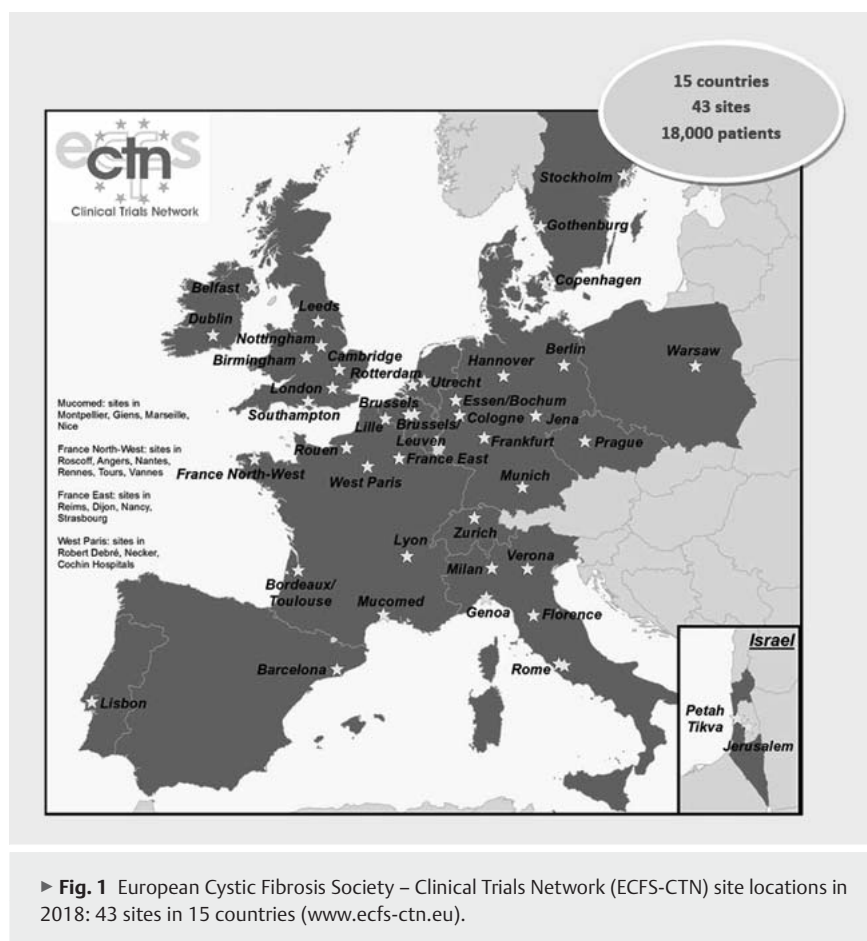 15 countries
43 sites
18,000 patients
ecfs
ctn
Clinical Trials Network
Stockholm
Gothenburg
Copenhagen
Belfast
Dublin
Leeds
Nottingham
Birmingham
Cambridge
Rotterdam
Utrecht
Hannover
Berlin
Warsaw
London
Southampton
Brussels
Essen/Bochum
Cologne
Jena
Lille
Brussels/
Leuven
Frankfurt
Prague
Rouen
France East
France North-West
West Paris
Munich
Mucomed: sites in
Montpellier, Giens, Marseille,
Nice
France North-West: sites in
Roscoff, Angers, Nantes,
Rennes, Tours, Vannes
France East: sites in
Reims, Dijon, Nancy,
Strasbourg
West Paris: sites in
Robert Debré, Necker,
Cochin Hospitals
Zurich
Lyon
Milan
Verona
Bordeaux/
Toulouse
Mucomed
Genoa
Florence
Barcelona
Rome
Lisbon
Israel
Petah
Tikva
Jerusalem
► Fig. 1 European Cystic Fibrosis Society – Clinical Trials Network (ECFS-CTN) site locations in
2018: 43 sites in 15 countries (www.ecfs-ctn.eu).